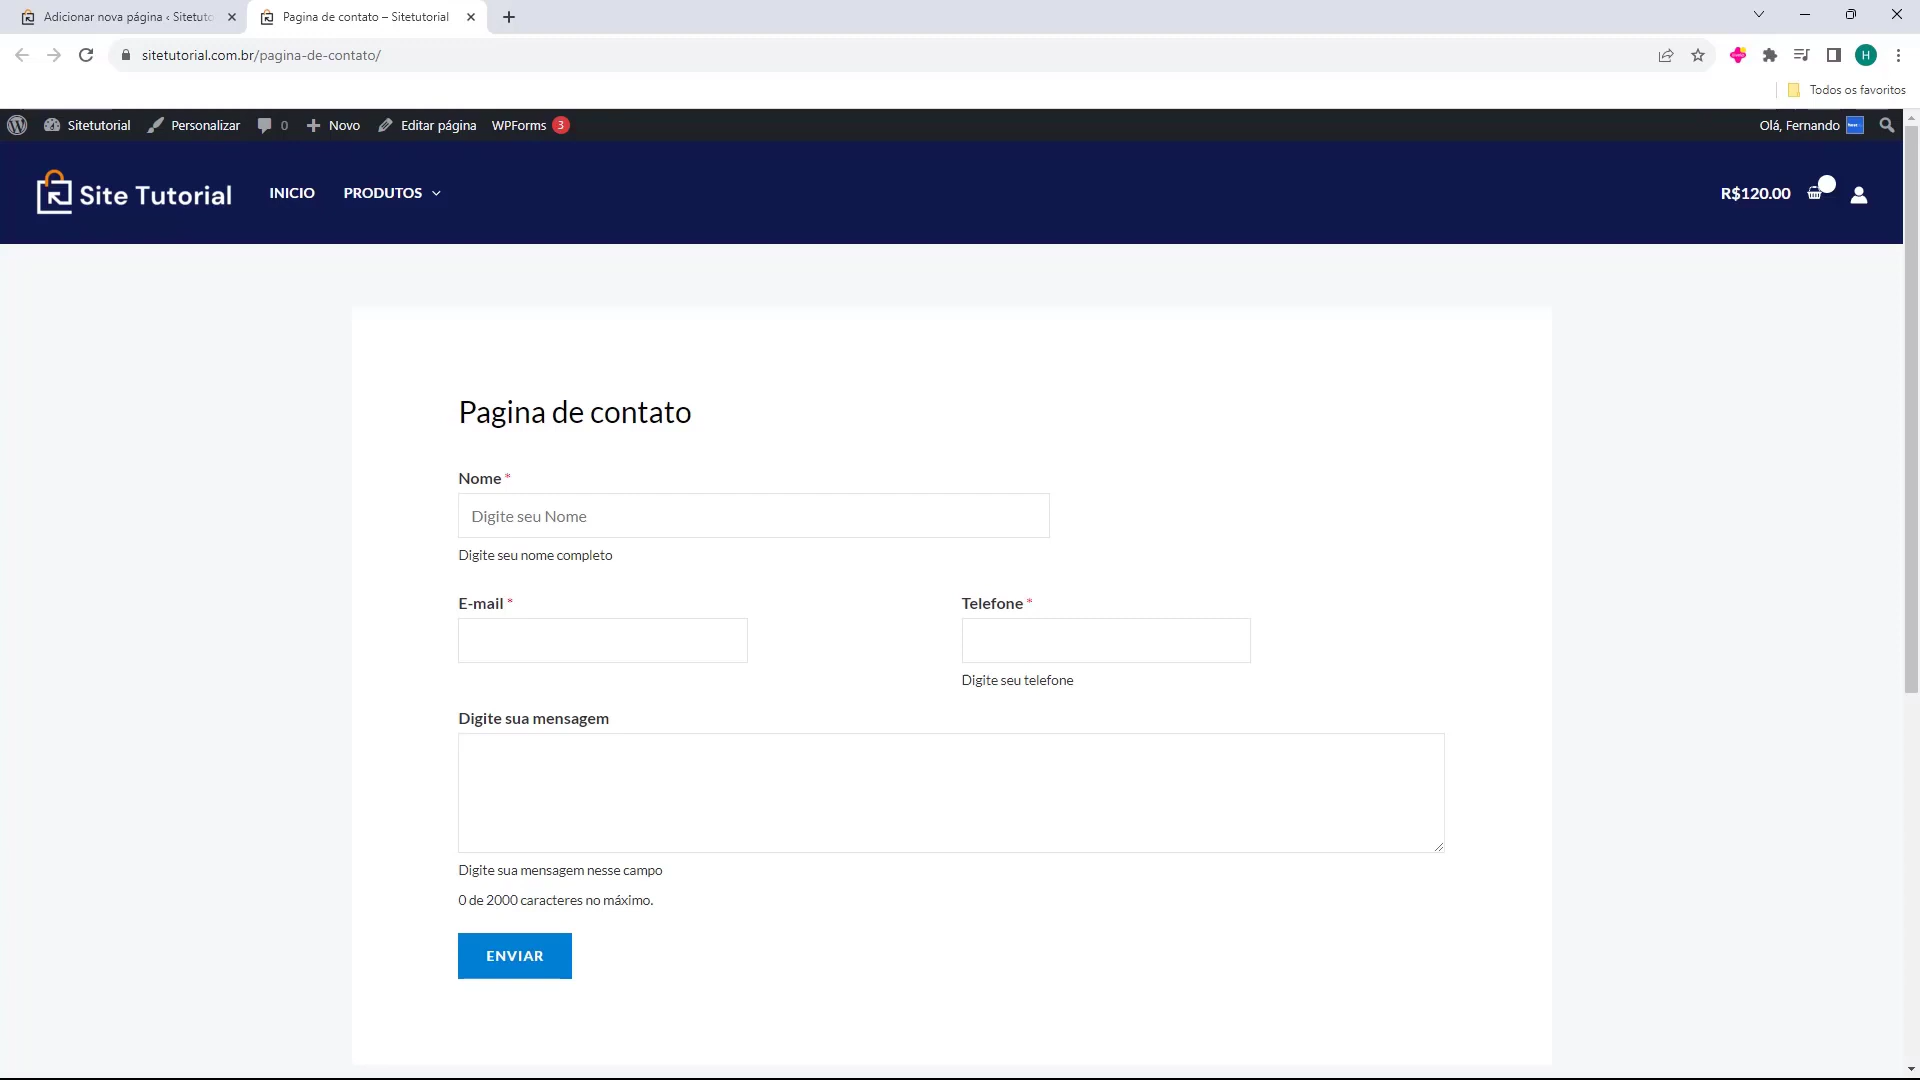 Adicionar nova página ‹ Sitetuto
Pagina de contato – Sitetutorial
sitetutorial.com.br/pagina-de-contato/
H
Todos os favoritos
Sitetutorial
Personalizar
0
Novo
Editar página
WPForms 3
Olá, Fernando
Site Tutorial
INICIO
PRODUTOS
R$120.00
Pagina de contato
Nome *
Digite seu Nome
Digite seu nome completo
E-mail *
Telefone *
Digite seu telefone
Digite sua mensagem
Digite sua mensagem nesse campo
0 de 2000 caracteres no máximo.
ENVIAR